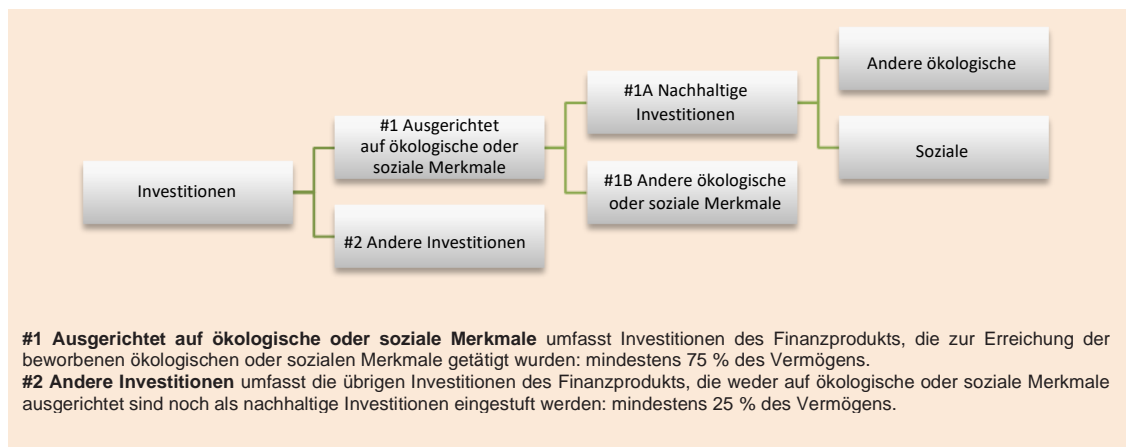 Investitionen
#1 Ausgerichtet
auf ökologische oder
soziale Merkmale
#2 Andere Investitionen
#1A Nachhaltige
Investitionen
#1B Andere ökologische
oder soziale Merkmale
Andere ökologische
Soziale
#1 Ausgerichtet auf ökologische oder soziale Merkmale umfasst Investitionen des Finanzprodukts, die zur Erreichung der
beworbenen ökologischen oder sozialen Merkmale getätigt wurden: mindestens 75 % des Vermögens.
#2 Andere Investitionen umfasst die übrigen Investitionen des Finanzprodukts, die weder auf ökologische oder soziale Merkmale
ausgerichtet sind noch als nachhaltige Investitionen eingestuft werden: mindestens 25 % des Vermögens.